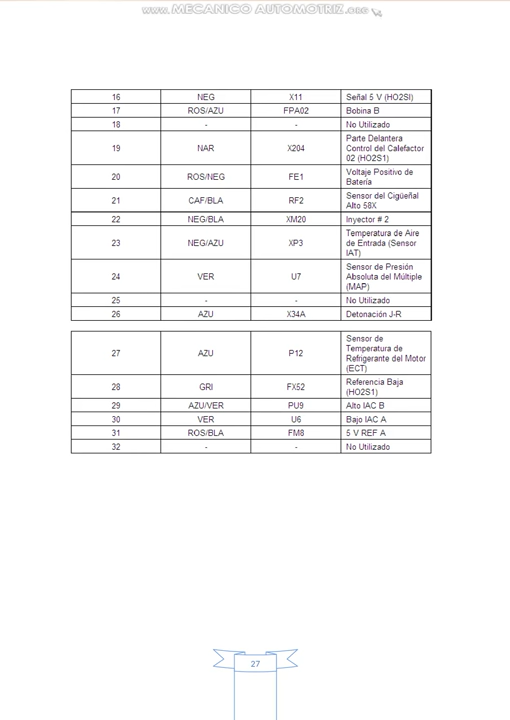 www.MECANICO AUTOMOTRIZ.org
16 NEG X11 Señal 5 V (HO2SI)
17 ROS/AZU FPA02 Bobina B
18 - - No Utilizado
19 NAR X204 Parte Delantera
Control del Calefactor
02 (HO2S1)
20 ROS/NEG FE1 Voltaje Positivo de
Batería
21 CAF/BLA RF2 Sensor del Cigüeñal
Alto 58X
22 NEG/BLA XM20 Inyector # 2
23 NEG/AZU XP3 Temperatura de Aire
de Entrada (Sensor
IAT)
24 VER U7 Sensor de Presión
Absoluta del Múltiple
(MAP)
25 - - No Utilizado
26 AZU X34A Detonación J-R
27 AZU P12 Sensor de
Temperatura de
Refrigerante del Motor
(ECT)
28 GRI FX52 Referencia Baja
(HO2S1)
29 AZU/VER PU9 Alto IAC B
30 VER U6 Bajo IAC A
31 ROS/BLA FM8 5 V REF A
32 - - No Utilizado
27